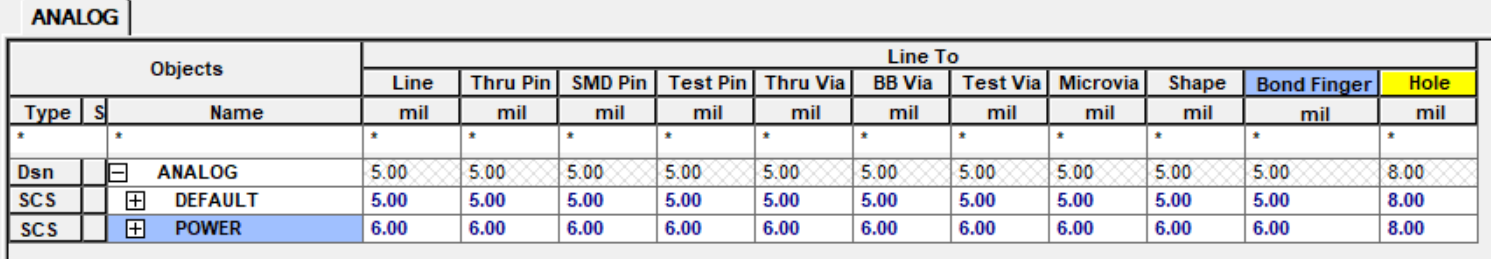 ANALOG
Objects Line To
Line Thru Pin SMD Pin Test Pin Thru Via BB Via Test Via Microvia Shape Bond Finger Hole
Type S Name mil mil mil mil mil mil mil mil mil mil mil
* * * * * * * * * * * * *
Dsn ANALOG 5.00 5.00 5.00 5.00 5.00 5.00 5.00 5.00 5.00 5.00 8.00
SCS DEFAULT 5.00 5.00 5.00 5.00 5.00 5.00 5.00 5.00 5.00 5.00 8.00
SCS POWER 6.00 6.00 6.00 6.00 6.00 6.00 6.00 6.00 6.00 6.00 8.00